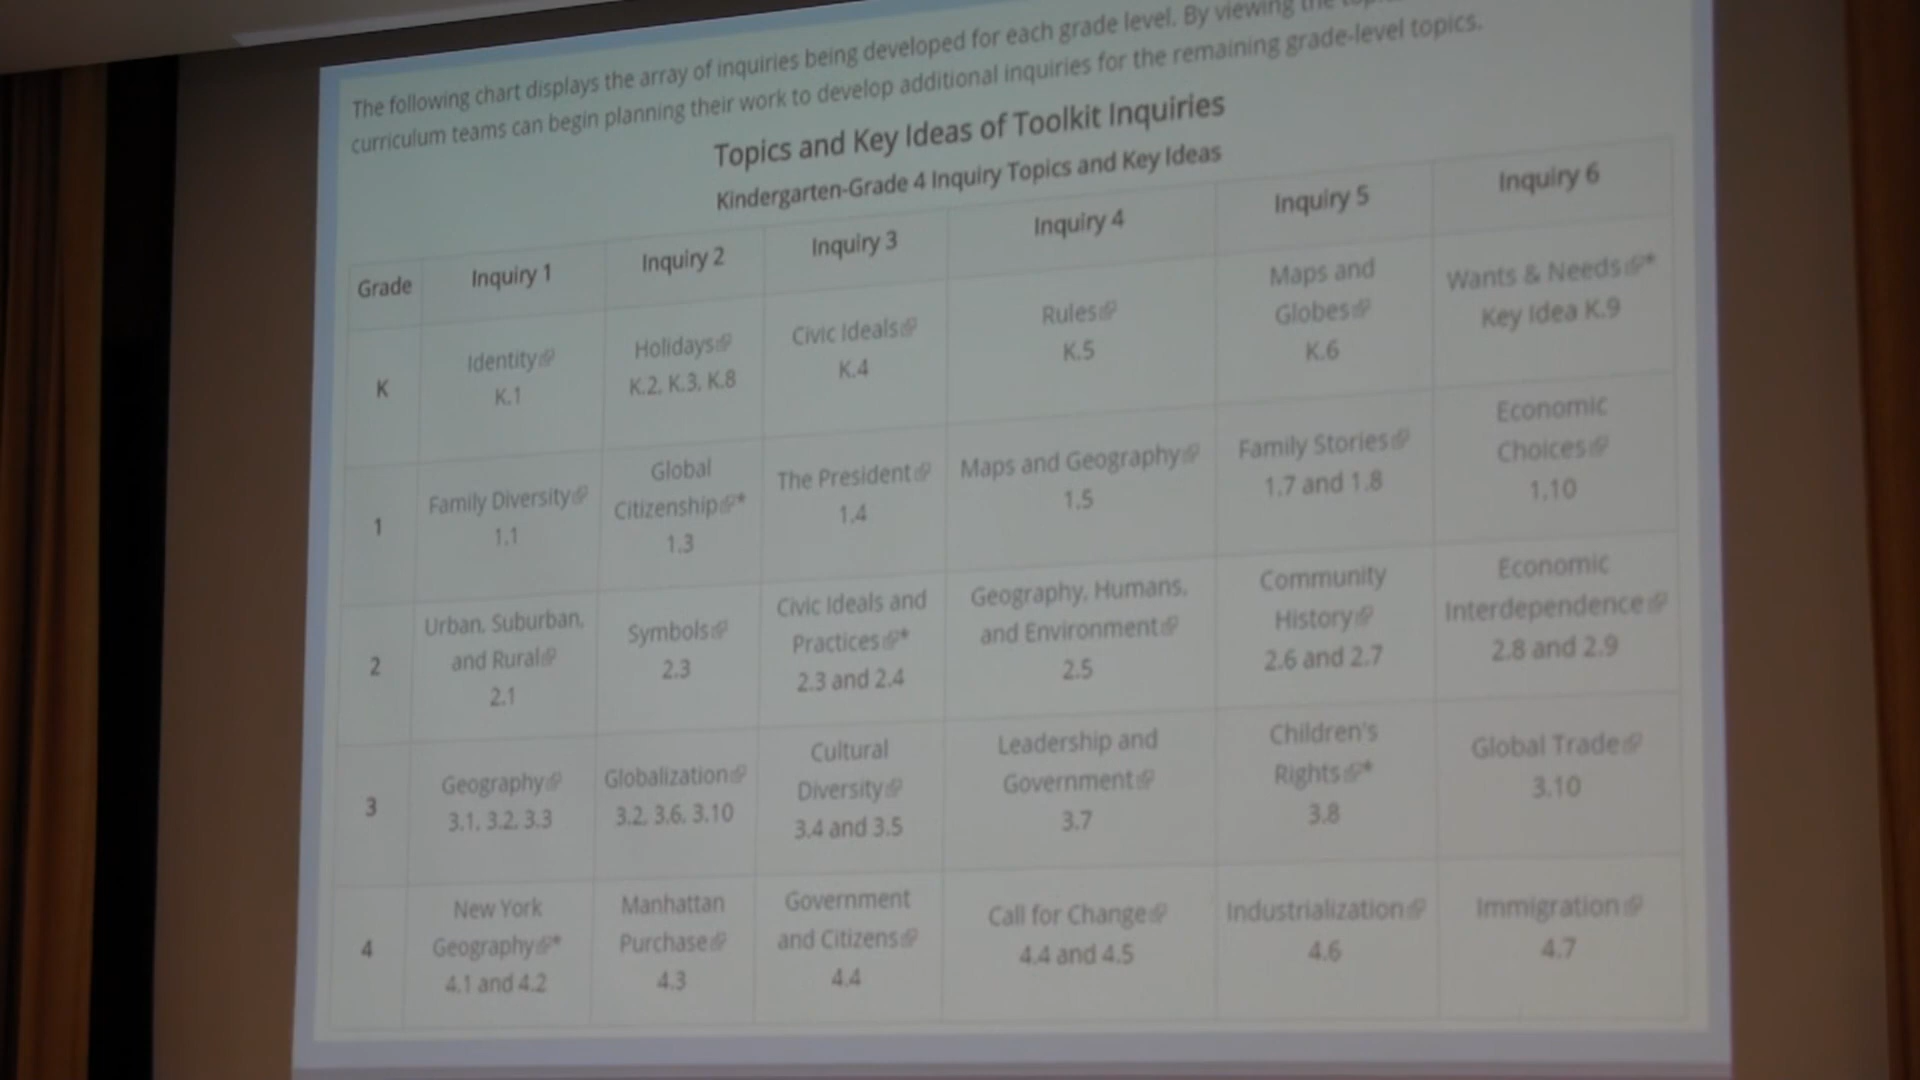 The following chart displays the array of inquiries being developed for each grade level. By viewing the
curriculum teams can begin planning their work to develop additional inquiries for the remaining grade-level topics.
Topics and Key Ideas of Toolkit Inquiries
Kindergarten-Grade 4 Inquiry Topics and Key Ideas
Grade Inquiry 1 Inquiry 2 Inquiry 3 Inquiry 4 Inquiry 5 Inquiry 6
K
Identity
K.1
Holidays
K.2, K.3, K.8
Civic Ideals
K.4
Rules
K.5
Maps and
Globes
K.6
Wants & Needs*
Key Idea K.9
1
Family Diversity
1.1
Global
Citizenship*
1.3
The President
1.4
Maps and Geography
1.5
Family Stories
1.7 and 1.8
Economic
Choices
1.10
2
Urban, Suburban,
and Rural
2.1
Symbols
2.3
Civic Ideals and
Practices*
2.3 and 2.4
Geography, Humans,
and Environment
2.5
Community
History
2.6 and 2.7
Economic
Interdependence
2.8 and 2.9
3
Geography
3.1, 3.2, 3.3
Globalization
3.2, 3.6, 3.10
Cultural
Diversity
3.4 and 3.5
Leadership and
Government
3.7
Children's
Rights*
3.8
Global Trade
3.10
4
New York
Geography*
4.1 and 4.2
Manhattan
Purchase
4.3
Government
and Citizens
4.4
Call for Change
4.4 and 4.5
Industrialization
4.6
Immigration
4.7